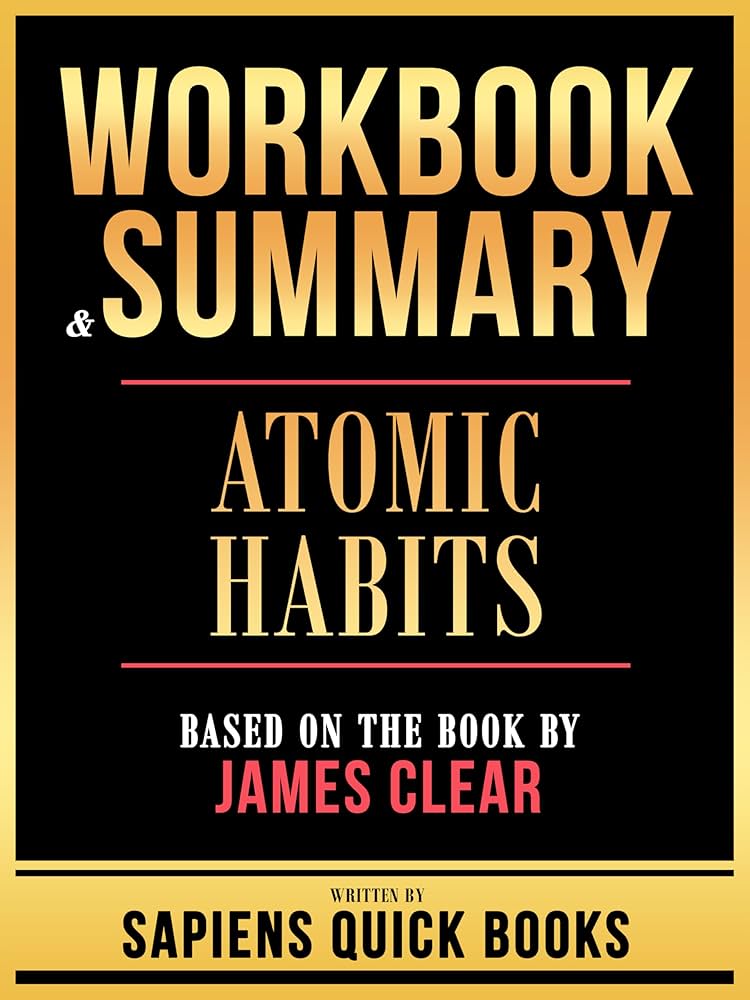 WORKBOOK
& SUMMARY
ATOMIC
HABITS
BASED ON THE BOOK BY
JAMES CLEAR
WRITTEN BY
SAPIENS QUICK BOOKS